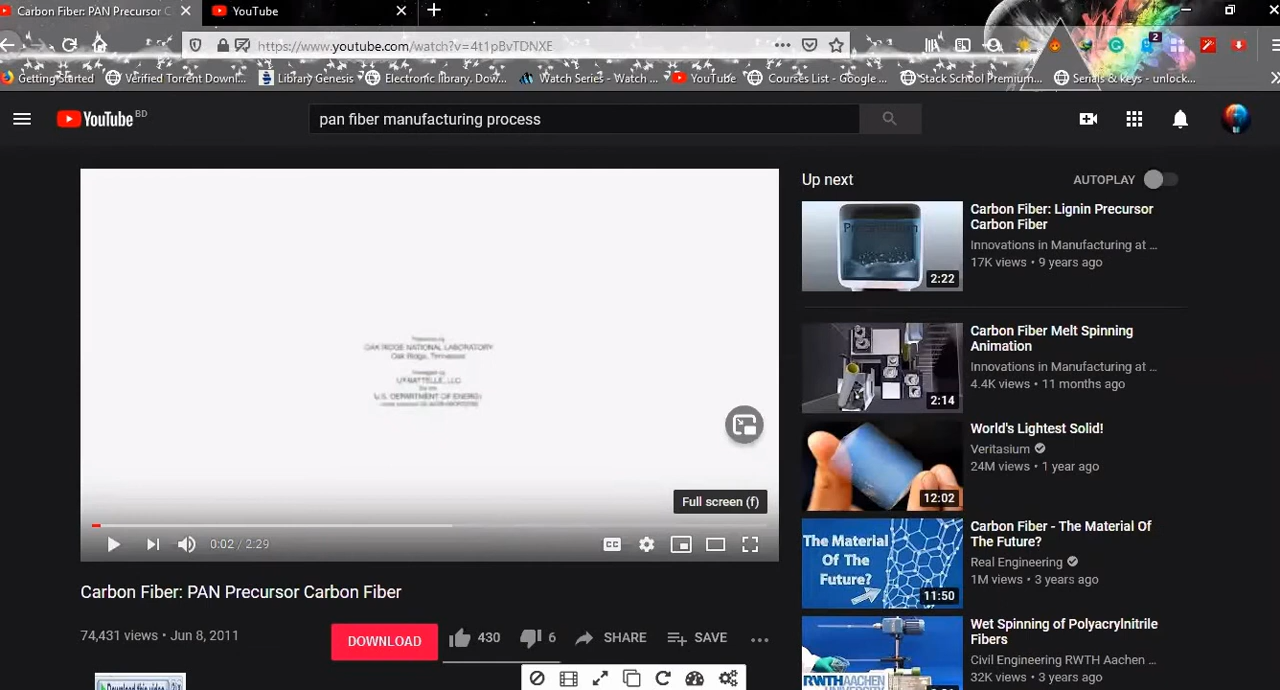 Carbon Fiber: PAN Precursor C
YouTube
https://www.youtube.com/watch?v=4t1pBvTDNXE
2
Getting Started
Verified Torrent Down...
Library Genesis
Electronic library. Dow...
Watch Series - Watch ...
YouTube
Courses List - Google ...
Stack School Premium...
Serials & keys - unlock...
YouTube BD
pan fiber manufacturing process
OAK RIDGE NATIONAL LABORATORY
Oak Ridge, Tennessee
UT-BATTELLE, LLC
U.S. DEPARTMENT OF ENERGY
Full screen (f)
0:02 / 2:29
CC
Carbon Fiber: PAN Precursor Carbon Fiber
74,431 views • Jun 8, 2011
DOWNLOAD
430
6
SHARE
SAVE
Download this video
Up next
AUTOPLAY
2:22
Carbon Fiber: Lignin Precursor
Carbon Fiber
Innovations in Manufacturing at ...
17K views • 9 years ago
2:14
Carbon Fiber Melt Spinning
Animation
Innovations in Manufacturing at ...
4.4K views • 11 months ago
12:02
World's Lightest Solid!
Veritasium
24M views • 1 year ago
The Material
Of The
Future?
11:50
Carbon Fiber - The Material Of
The Future?
Real Engineering
1M views • 3 years ago
RWTHAACHEN
UNIVERSITY
Wet Spinning of Polyacrylnitrile
Fibers
Civil Engineering RWTH Aachen ...
32K views • 3 years ago